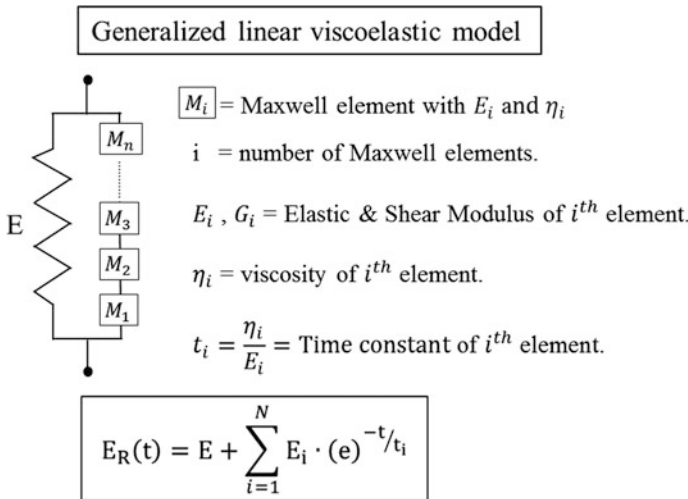 Generalized linear viscoelastic model
M_i = Maxwell element with E_i and η_i
i = number of Maxwell elements.
E_i , G_i = Elastic & Shear Modulus of i^{th} element.
η_i = viscosity of i^{th} element.
t_i = η_i/E_i = Time constant of i^{th} element.
E
M_n
M_3
M_2
M_1
E_R(t) = E + ∑_{i=1}^{N} E_i · (e)^{-t/t_i}